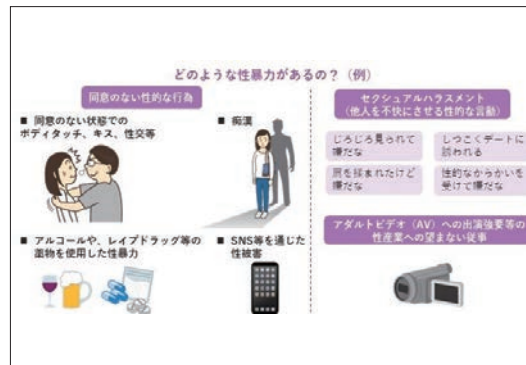 どのような性暴力があるの？（例）
同意のない性的な行為
■ 同意のない状態での
ボディタッチ、キス、性交等
■ 痴漢
■ アルコールや、レイプドラッグ等の
薬物を使用した性暴力
■ SNS等を通じた
性被害
セクシュアルハラスメント
（他人を不快にさせる性的な言動）
じろじろ見られて
嫌だな
しつこくデートに
誘われる
肩を揉まれたけど
嫌だな
性的なからかいを
受けて嫌だな
アダルトビデオ（AV）への出演強要等の
性産業への望まない従事